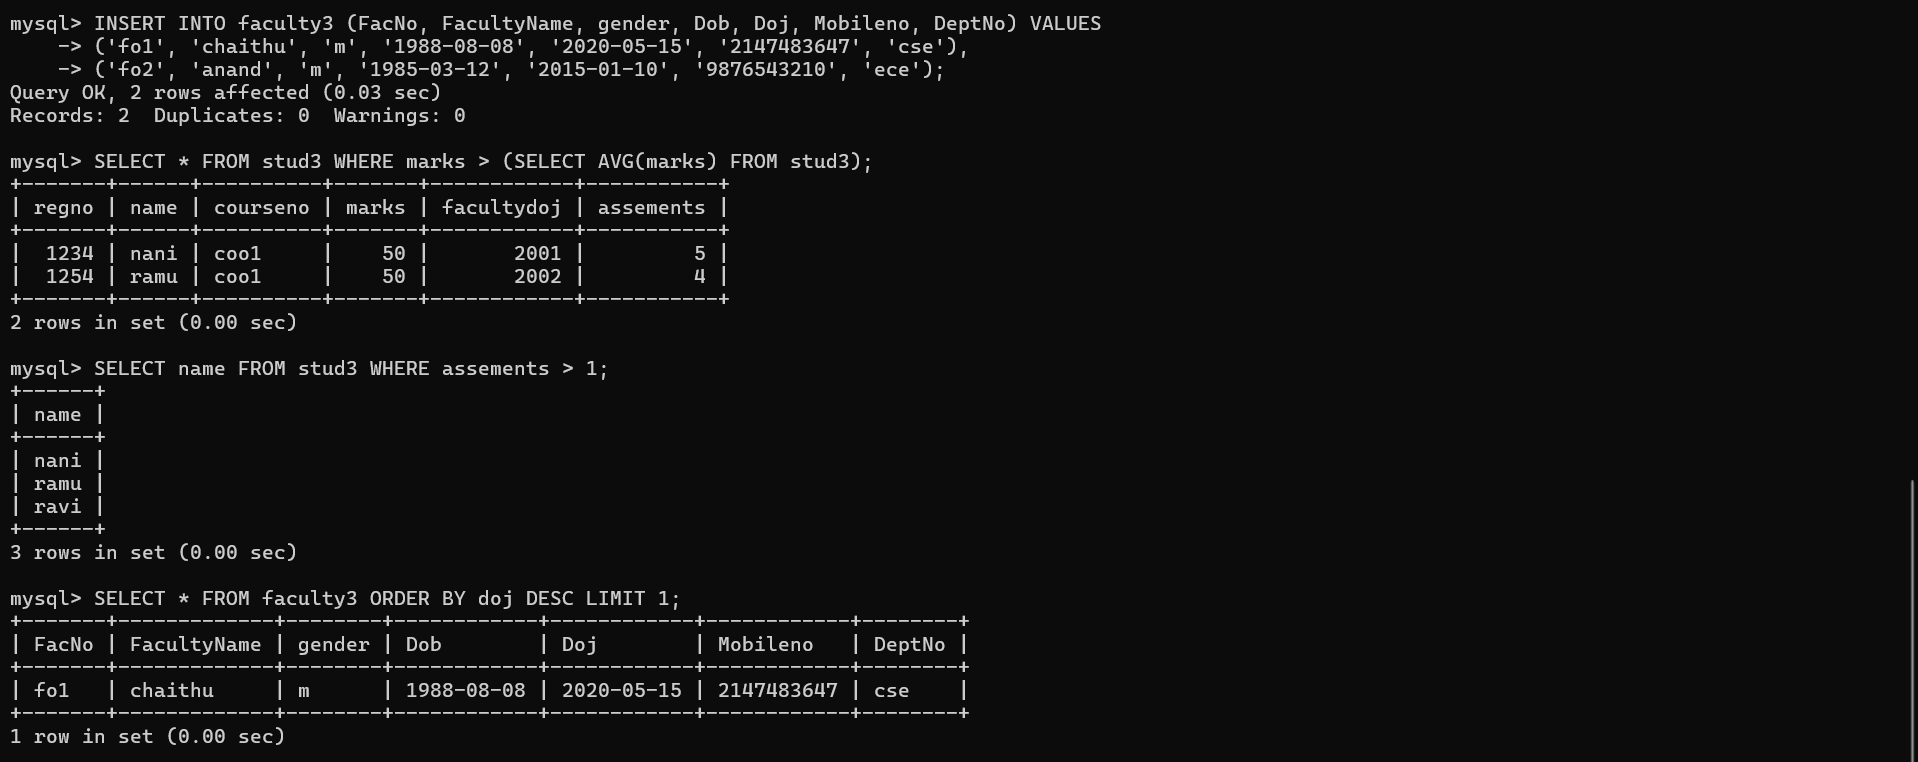 mysql> INSERT INTO faculty3 (FacNo, FacultyName, gender, Dob, Doj, Mobileno, DeptNo) VALUES
    -> ('fo1', 'chaithu', 'm', '1988-08-08', '2020-05-15', '2147483647', 'cse'),
    -> ('fo2', 'anand', 'm', '1985-03-12', '2015-01-10', '9876543210', 'ece');
Query OK, 2 rows affected (0.03 sec)
Records: 2  Duplicates: 0  Warnings: 0

mysql> SELECT * FROM stud3 WHERE marks > (SELECT AVG(marks) FROM stud3);
+-------+------+----------+-------+------------+-----------+
| regno | name | courseno | marks | facultydoj | assements |
+-------+------+----------+-------+------------+-----------+
|  1234 | nani | coo1     |    50 |       2001 |         5 |
|  1254 | ramu | coo1     |    50 |       2002 |         4 |
+-------+------+----------+-------+------------+-----------+
2 rows in set (0.00 sec)

mysql> SELECT name FROM stud3 WHERE assements > 1;
+------+
| name |
+------+
| nani |
| ramu |
| ravi |
+------+
3 rows in set (0.00 sec)

mysql> SELECT * FROM faculty3 ORDER BY doj DESC LIMIT 1;
+-------+-------------+--------+------------+------------+------------+--------+
| FacNo | FacultyName | gender | Dob        | Doj        | Mobileno   | DeptNo |
+-------+-------------+--------+------------+------------+------------+--------+
| fo1   | chaithu     | m      | 1988-08-08 | 2020-05-15 | 2147483647 | cse    |
+-------+-------------+--------+------------+------------+------------+--------+
1 row in set (0.00 sec)